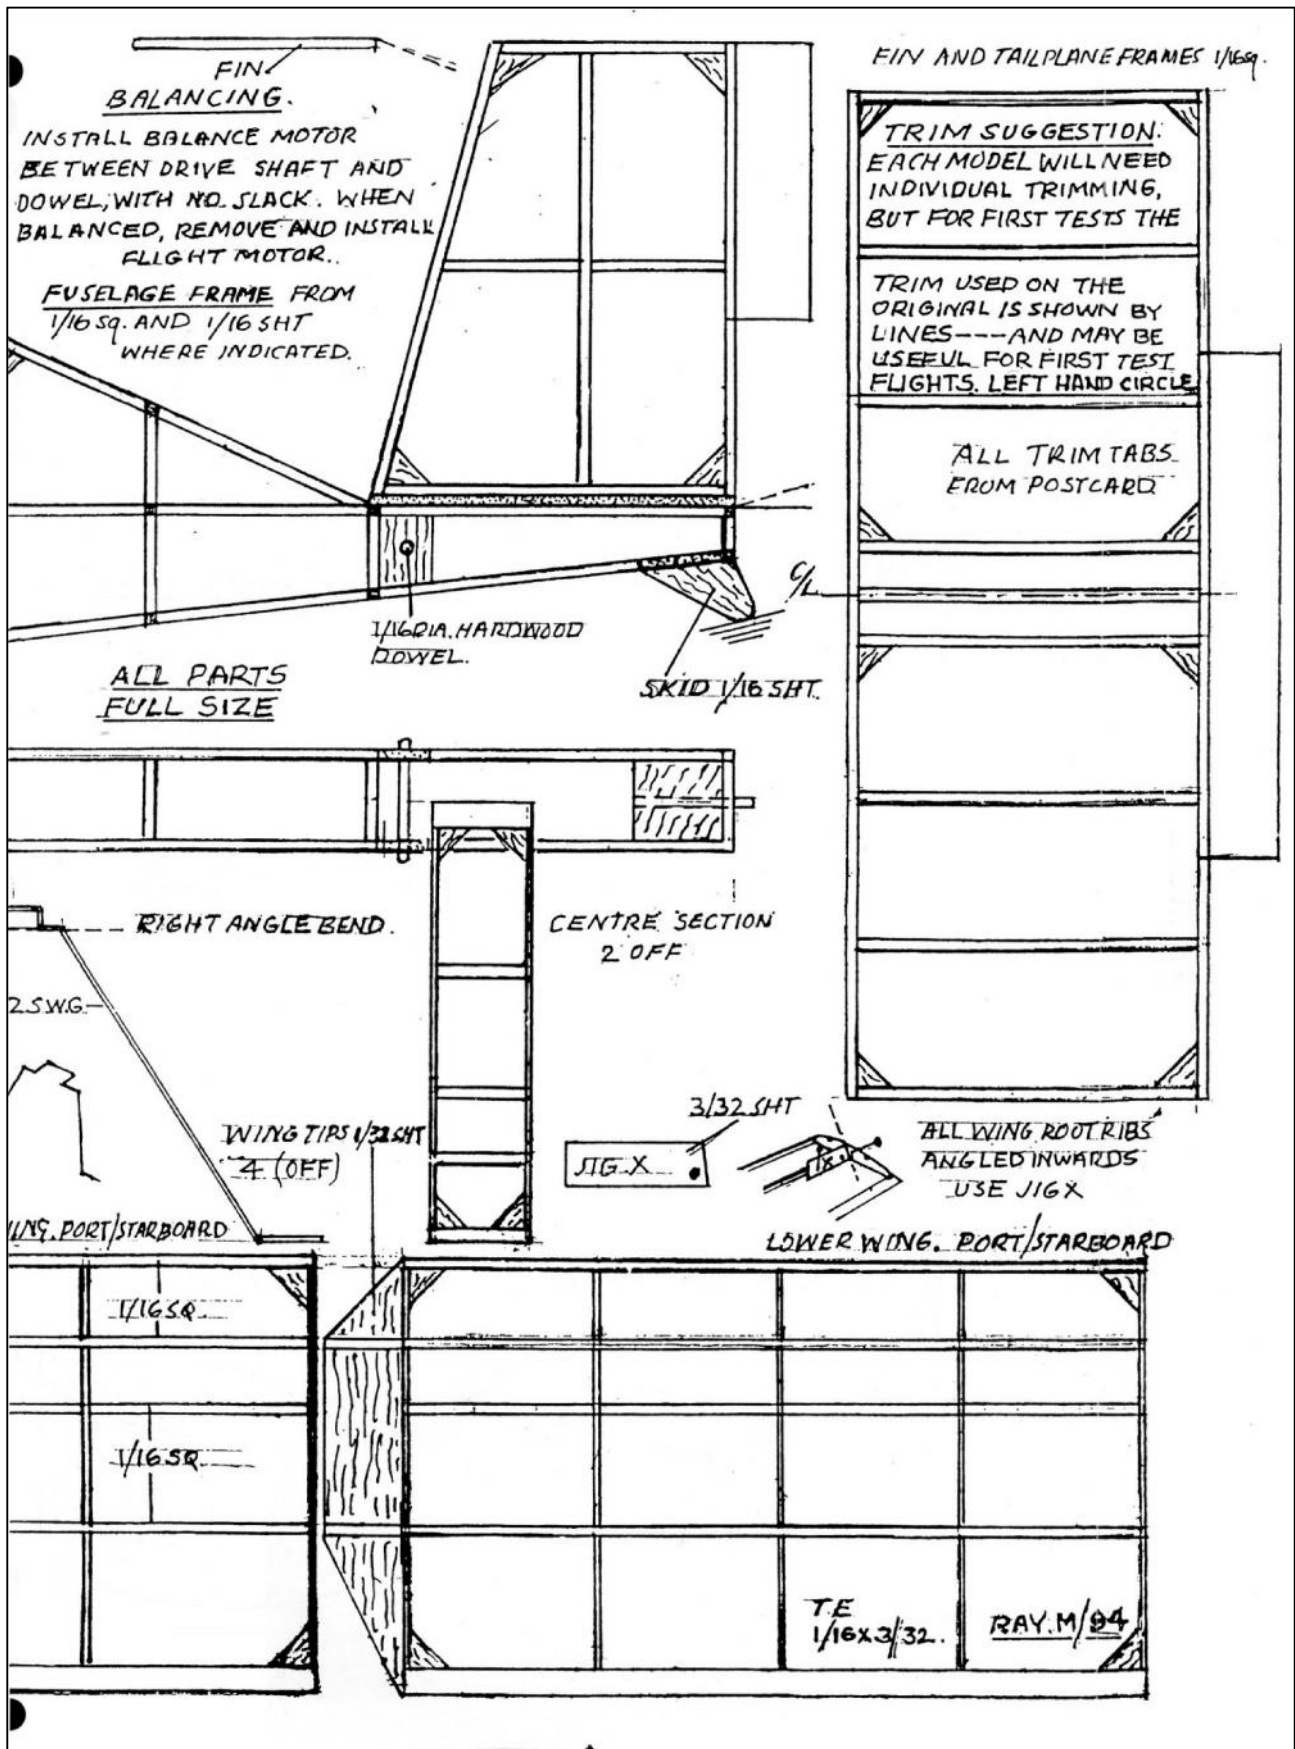 FIN
BALANCING.
INSTALL BALANCE MOTOR
BETWEEN DRIVE SHAFT AND
DOWEL, WITH NO SLACK. WHEN
BALANCED, REMOVE AND INSTALL
FLIGHT MOTOR..
FUSELAGE FRAME FROM
1/16 SQ. AND 1/16 SHT
WHERE INDICATED.
FIN AND TAILPLANE FRAMES 1/16sq.
TRIM SUGGESTION.
EACH MODEL WILL NEED
INDIVIDUAL TRIMMING,
BUT FOR FIRST TESTS THE
TRIM USED ON THE
ORIGINAL IS SHOWN BY
LINES----AND MAY BE
USEFUL FOR FIRST TEST
FLIGHTS. LEFT HAND CIRCLE
ALL TRIM TABS
FROM POSTCARD
C/L
1/16 DIA. HARDWOOD
DOWEL.
SKID 1/16 SHT.
ALL PARTS
FULL SIZE
RIGHT ANGLE BEND.
CENTRE SECTION
2 OFF
2 S.W.G.
WING TIPS 1/32 SHT
4 (OFF)
3/32 SHT
JIG X
X
ALL WING ROOT RIBS
ANGLED INWARDS
USE JIG X
ING. PORT/STARBOARD
LOWER WING. PORT/STARBOARD
1/16 SQ.
1/16 SQ.
T.E
1/16 X 3/32.
RAY. M/94